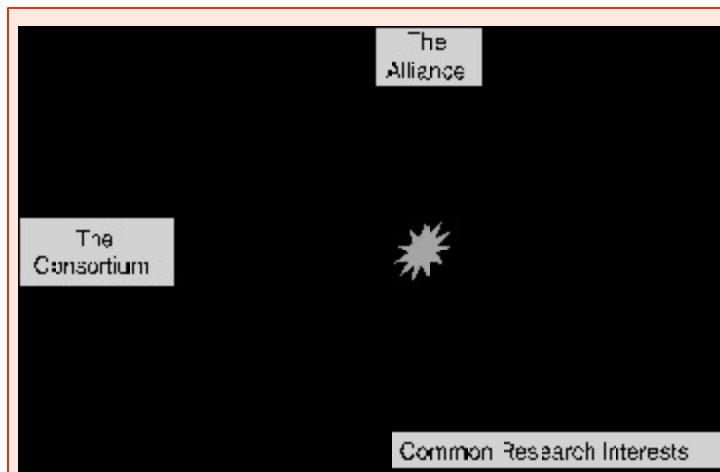 The
Alliance
The
Consortium
Common Research Interests